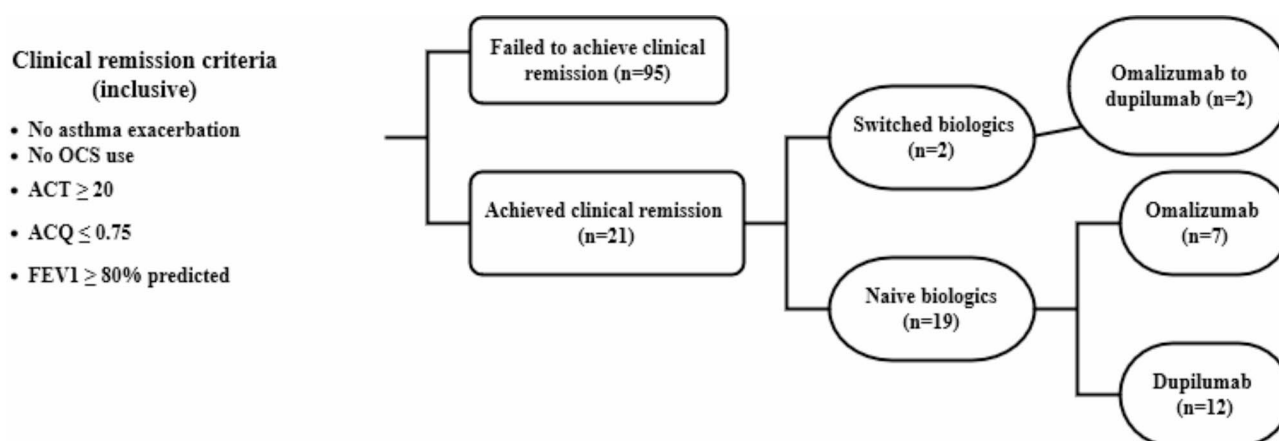 Clinical remission criteria
(inclusive)
• No asthma exacerbation
• No OCS use
• ACT ≥ 20
• ACQ ≤ 0.75
• FEV1 ≥ 80% predicted
Failed to achieve clinical
remission (n=95)
Achieved clinical remission
(n=21)
Switched biologics
(n=2)
Omalizumab to
dupilumab (n=2)
Naive biologics
(n=19)
Omalizumab
(n=7)
Dupilumab
(n=12)